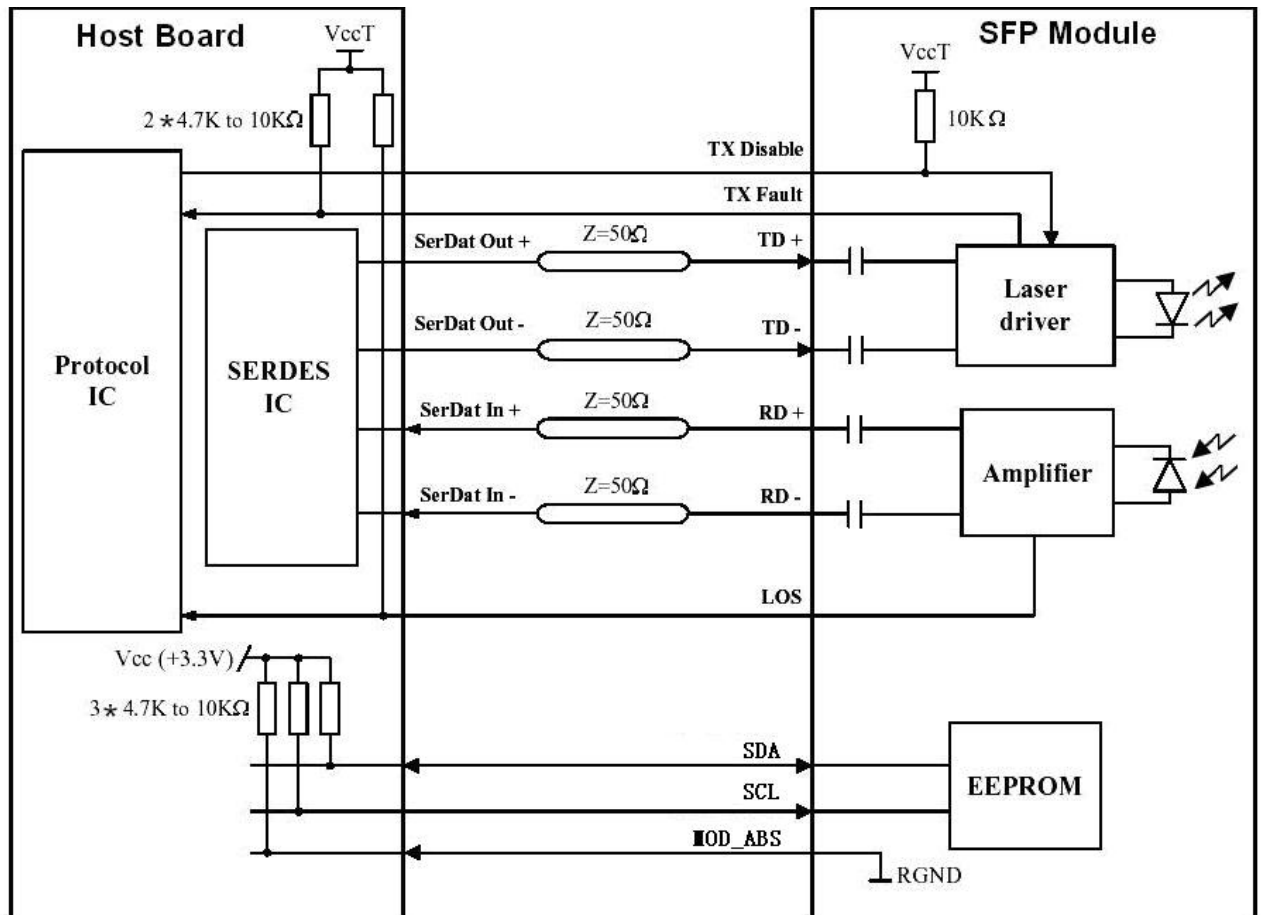 Host Board
SFP Module
VccT
VccT
2*4.7K to 10KΩ
10KΩ
TX Disable
TX Fault
SerDat Out +
Z=50Ω
TD +
Laser
driver
SerDat Out -
Z=50Ω
TD -
Protocol
IC
SERDES
IC
SerDat In +
Z=50Ω
RD +
Amplifier
SerDat In -
Z=50Ω
RD -
LOS
Vcc (+3.3V)
3*4.7K to 10KΩ
SDA
EEPROM
SCL
MOD_ABS
RGND